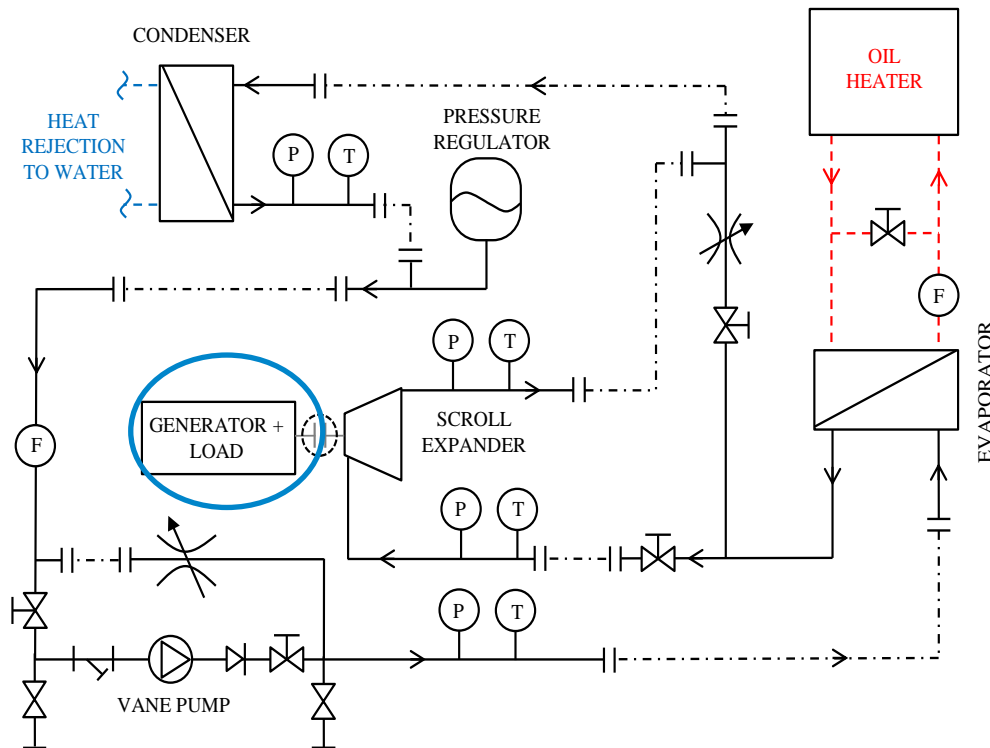 CONDENSER
OIL
HEATER
HEAT
REJECTION
TO WATER
P
T
PRESSURE
REGULATOR
F
P
T
EVAPORATOR
GENERATOR +
LOAD
SCROLL
EXPANDER
F
P
T
P
T
VANE PUMP